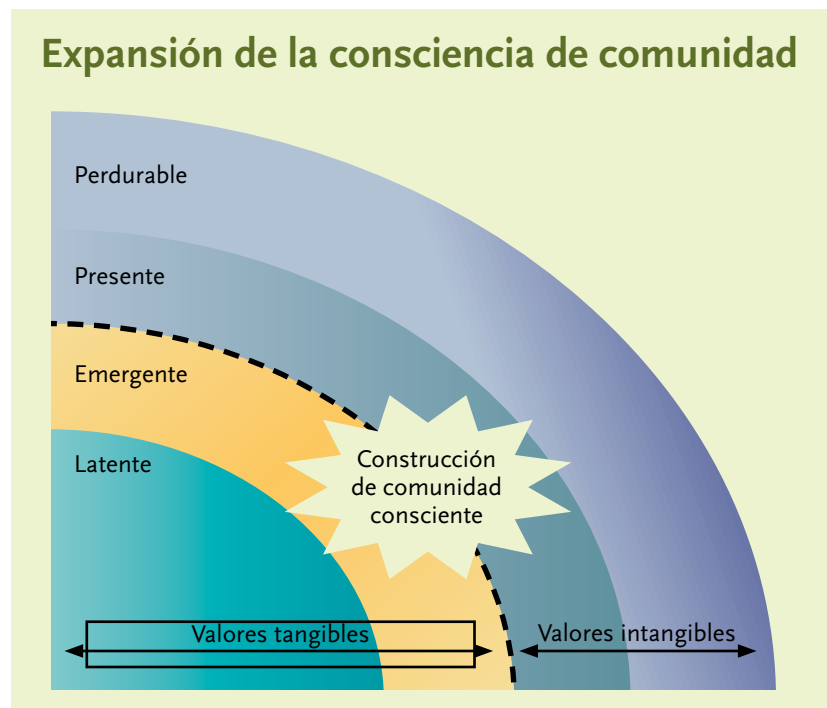 Expansión de la consciencia de comunidad
Perdurable
Presente
Emergente
Latente
Construcción
de comunidad
consciente
Valores tangibles
Valores intangibles